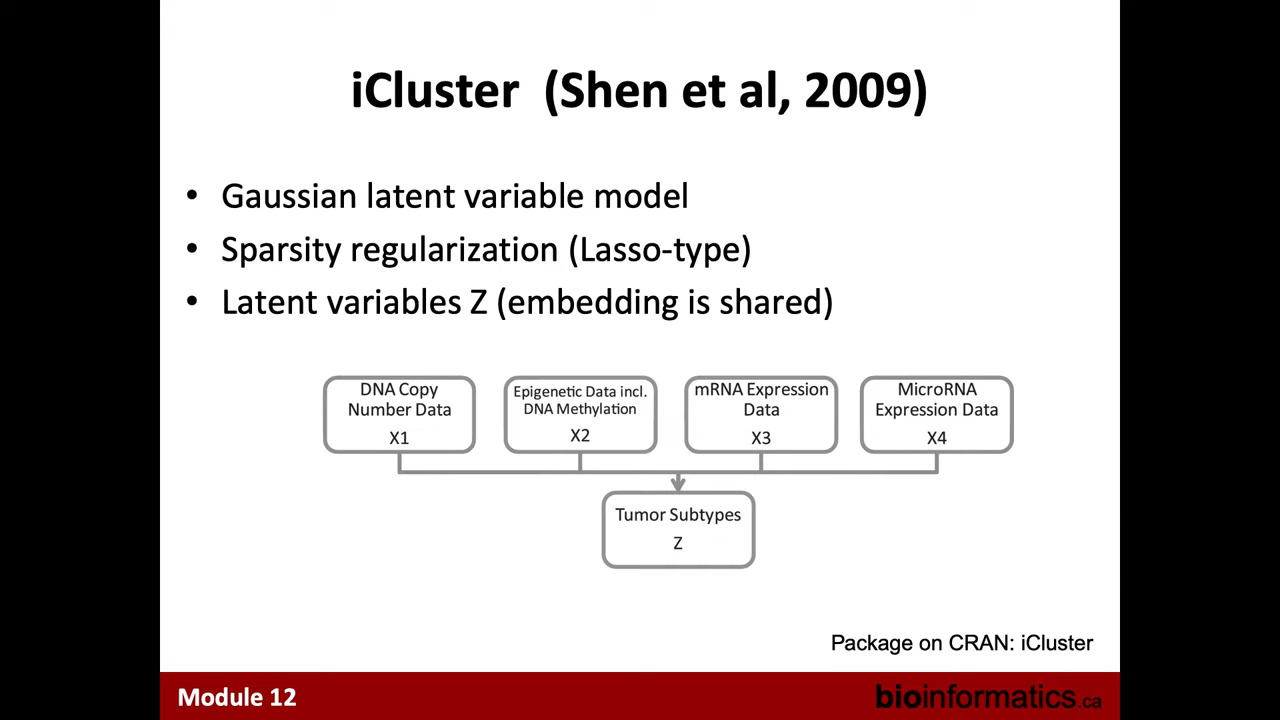 iCluster (Shen et al, 2009)
• Gaussian latent variable model
• Sparsity regularization (Lasso-type)
• Latent variables Z (embedding is shared)
DNA Copy
Number Data
X1
Epigenetic Data incl.
DNA Methylation
X2
mRNA Expression
Data
X3
MicroRNA
Expression Data
X4
Tumor Subtypes
Z
Package on CRAN: iCluster
Module 12
bioinformatics.ca